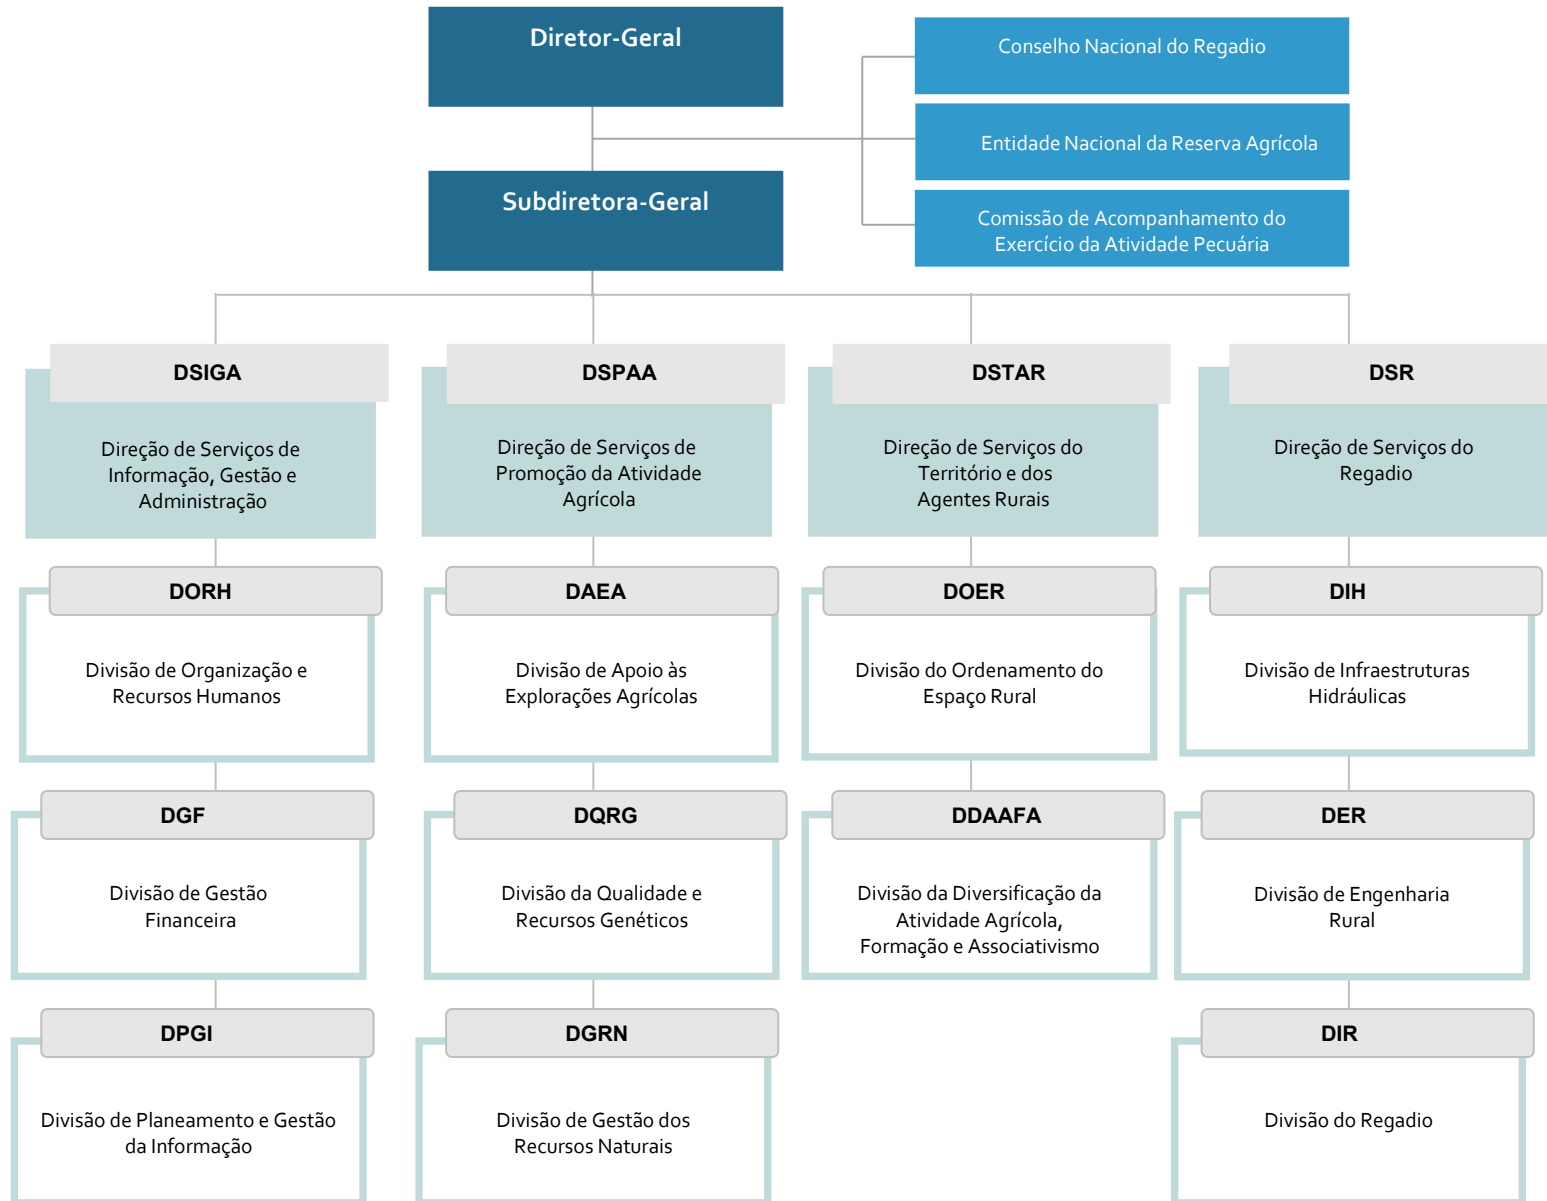 Diretor-Geral
Conselho Nacional do Regadio
Entidade Nacional da Reserva Agrícola
Subdiretora-Geral
Comissão de Acompanhamento do
Exercício da Atividade Pecuária
DSIGA
Direção de Serviços de
Informação, Gestão e
Administração
DSPAA
Direção de Serviços de
Promoção da Atividade
Agrícola
DSTAR
Direção de Serviços do
Território e dos
Agentes Rurais
DSR
Direção de Serviços do
Regadio
DORH
Divisão de Organização e
Recursos Humanos
DAEA
Divisão de Apoio às
Explorações Agrícolas
DOER
Divisão do Ordenamento do
Espaço Rural
DIH
Divisão de Infraestruturas
Hidráulicas
DGF
Divisão de Gestão
Financeira
DQRG
Divisão da Qualidade e
Recursos Genéticos
DDAAFA
Divisão da Diversificação da
Atividade Agrícola,
Formação e Associativismo
DER
Divisão de Engenharia
Rural
DPGI
Divisão de Planeamento e Gestão
da Informação
DGRN
Divisão de Gestão dos
Recursos Naturais
DIR
Divisão do Regadio